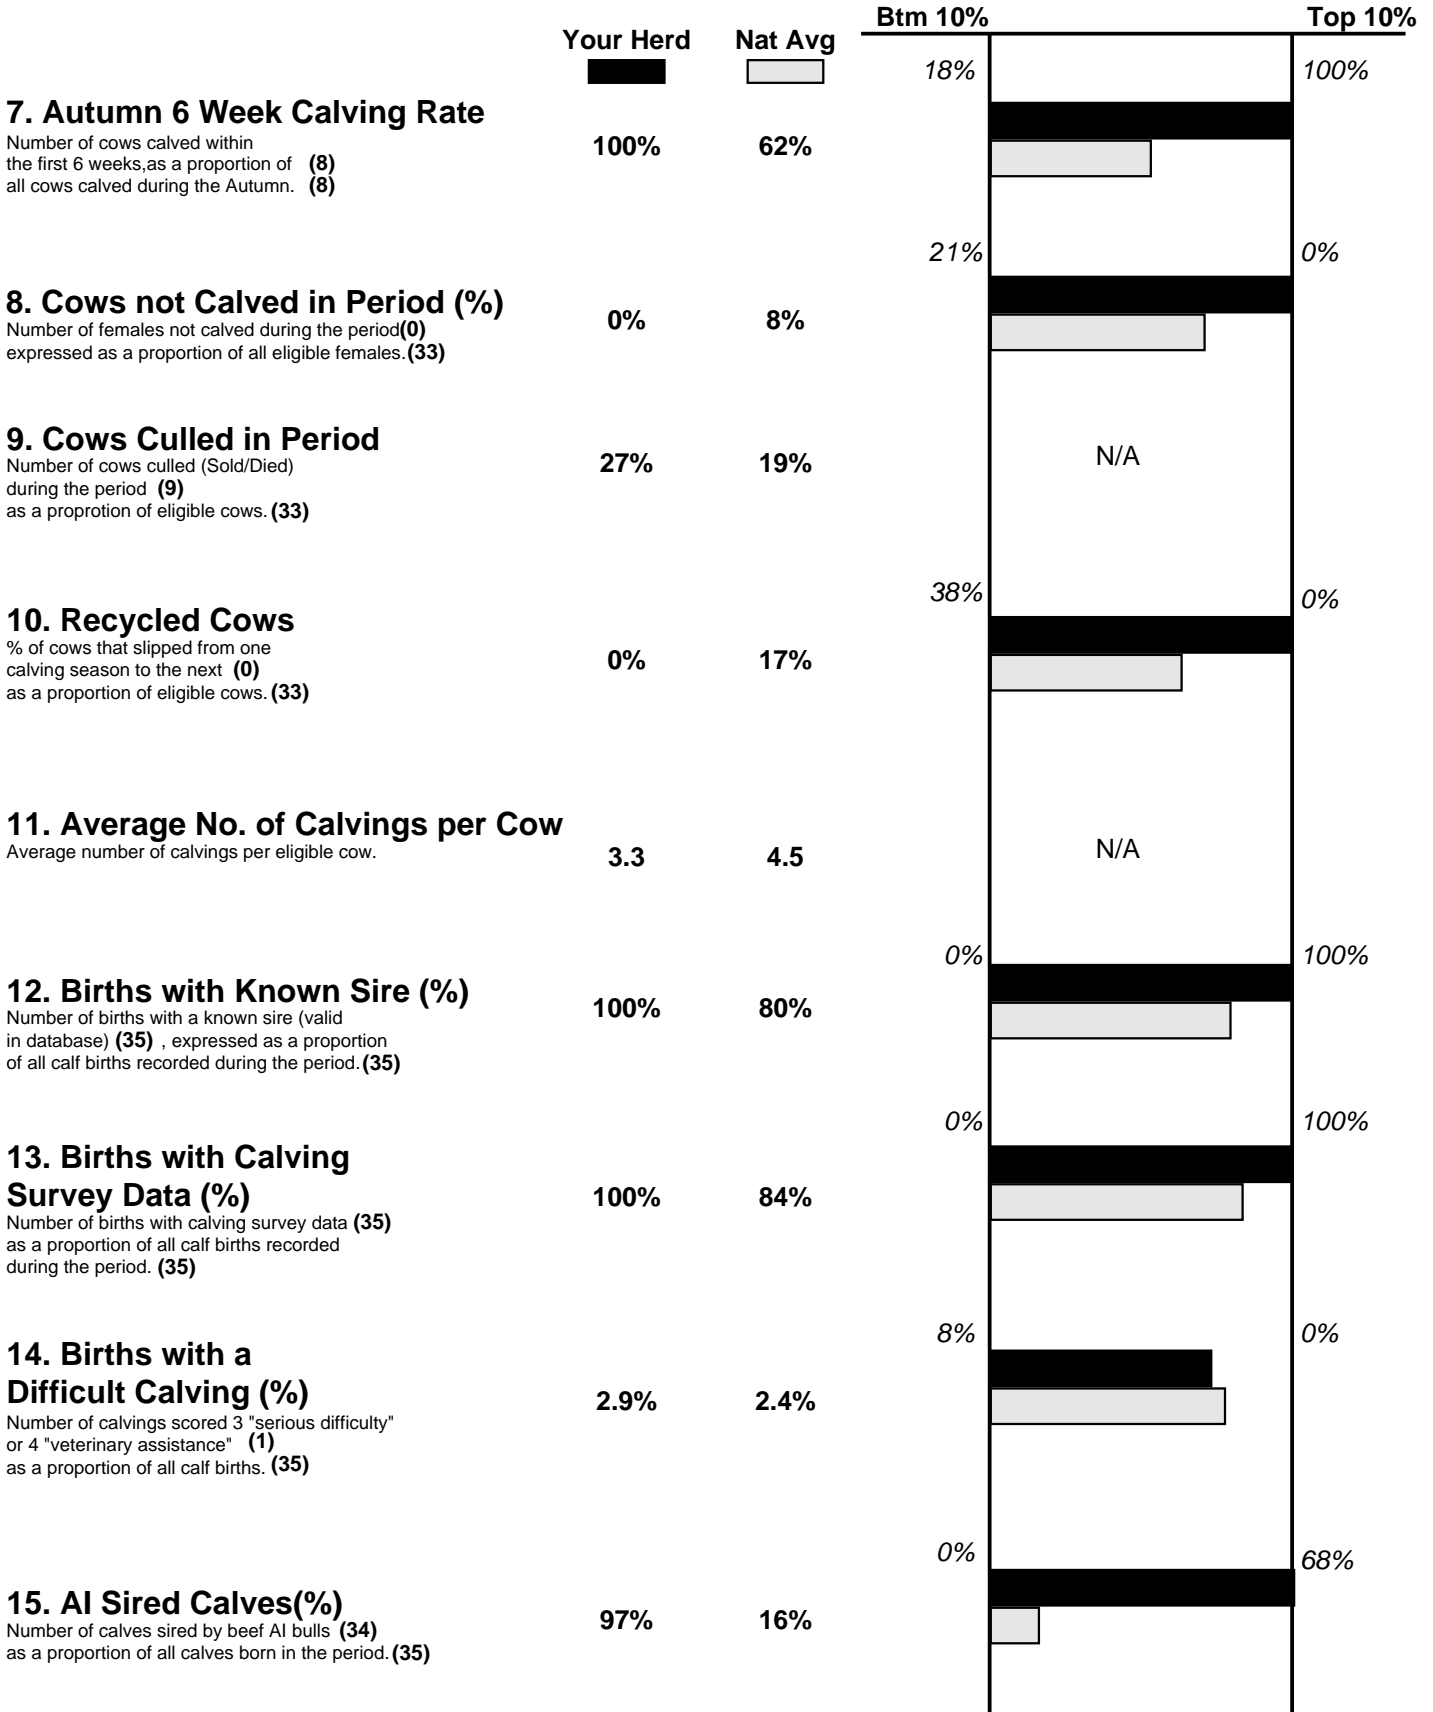 Btm 10% Top 10%
Your Herd Nat Avg
18% 100%
7. Autumn 6 Week Calving Rate
Number of cows calved within
the first 6 weeks,as a proportion of (8)
all cows calved during the Autumn. (8)
100% 62%
21% 0%
8. Cows not Calved in Period (%)
Number of females not calved during the period(0)
expressed as a proportion of all eligible females.(33)
0% 8%
9. Cows Culled in Period
Number of cows culled (Sold/Died)
during the period (9)
as a proprotion of eligible cows. (33)
27% 19% N/A
38% 0%
10. Recycled Cows
% of cows that slipped from one
calving season to the next (0)
as a proportion of eligible cows. (33)
0% 17%
11. Average No. of Calvings per Cow
Average number of calvings per eligible cow.
3.3 4.5 N/A
0% 100%
12. Births with Known Sire (%)
Number of births with a known sire (valid
in database) (35) , expressed as a proportion
of all calf births recorded during the period. (35)
100% 80%
0% 100%
13. Births with Calving
Survey Data (%)
Number of births with calving survey data (35)
as a proportion of all calf births recorded
during the period. (35)
100% 84%
8% 0%
14. Births with a
Difficult Calving (%)
Number of calvings scored 3 "serious difficulty"
or 4 "veterinary assistance" (1)
as a proportion of all calf births. (35)
2.9% 2.4%
0% 68%
15. AI Sired Calves(%)
Number of calves sired by beef AI bulls (34)
as a proportion of all calves born in the period. (35)
97% 16%